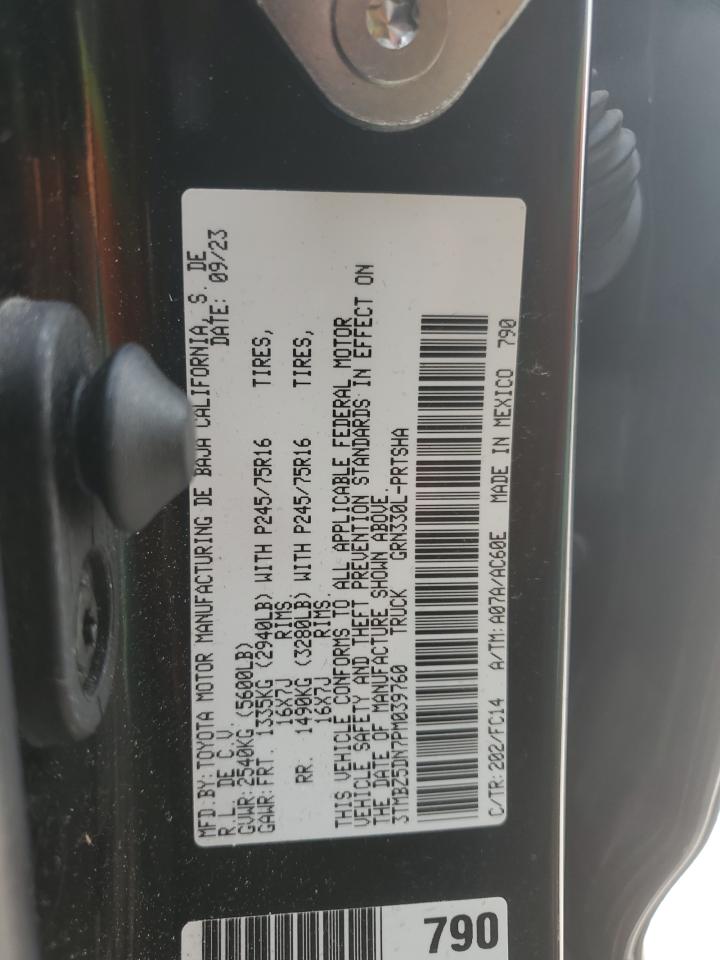 MFD.BY: TOYOTA MOTOR MANUFACTURING DE BAJA CALIFORNIA, S. DE
R.L. DE C.V. DATE: 09/23
GVWR: 2540KG (5600LB)
GAWR: FRT. 1335KG (2940LB) WITH P245/75R16 TIRES,
16X7J RIMS
RR. 1490KG (3280LB) WITH P245/75R16 TIRES,
16X7J RIMS
THIS VEHICLE CONFORMS TO ALL APPLICABLE FEDERAL MOTOR
VEHICLE SAFETY AND THEFT PREVENTION STANDARDS IN EFFECT ON
THE DATE OF MANUFACTURE SHOWN ABOVE.
3TMBZ5DN7PM039760 TRUCK GRN330L-PRTSHA
C/TR: 202/FC14 A/TM: A07A/AC60E MADE IN MEXICO 790
790